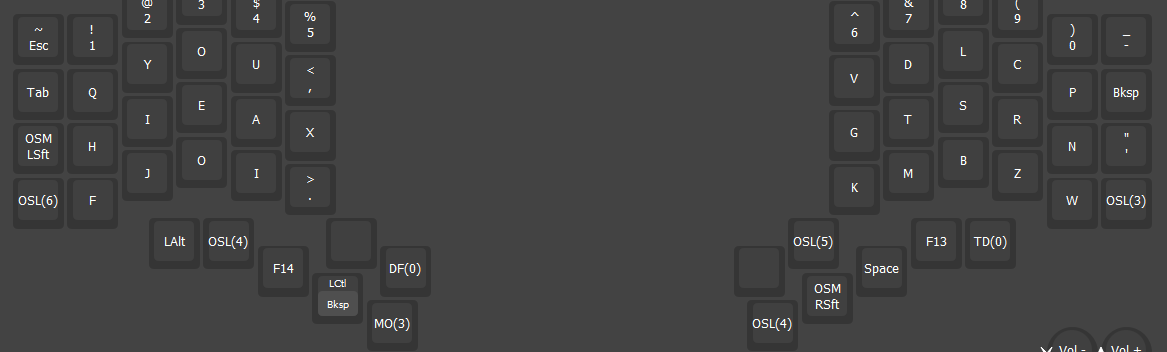 @
2
3
$
4
%
5
^
6
&
7
8
(
9
~
Esc
!
1
)
0
_
-
Y
O
U
<
,
V
D
L
C
Tab
Q
P
Bksp
I
E
A
X
G
T
S
R
OSM
LSft
H
N
"
'
J
O
I
>
.
K
M
B
Z
OSL(6)
F
W
OSL(3)
LAlt
OSL(4)
OSL(5)
F13
TD(0)
F14
DF(0)
Space
LCtl
Bksp
OSM
RSft
MO(3)
OSL(4)
Vol -
Vol +